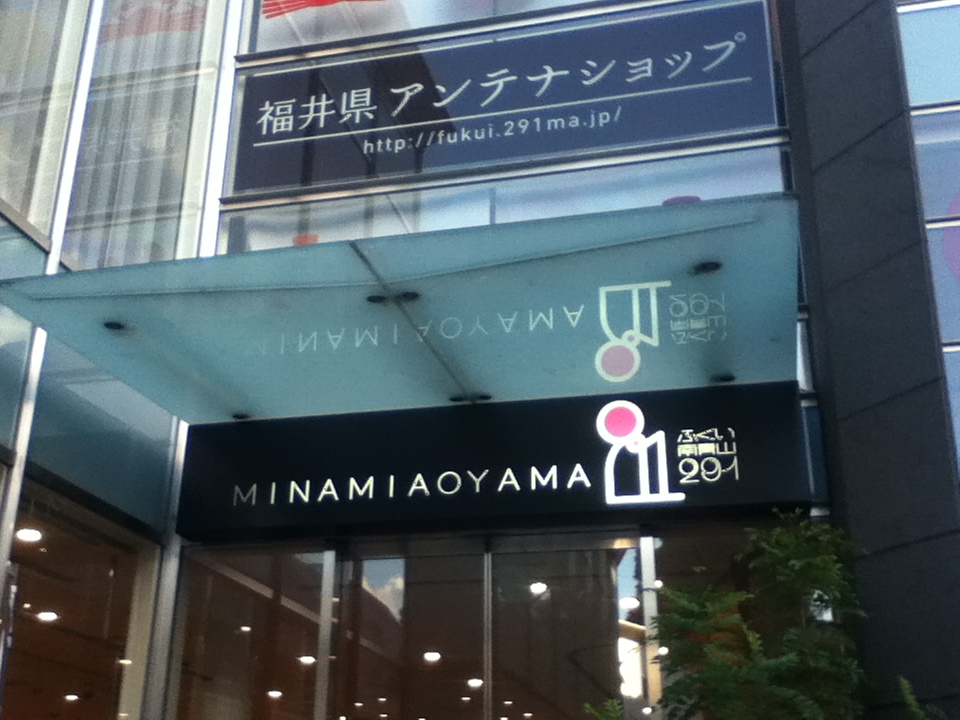 福井県 アンテナショップ
http://fukui.291ma.jp/
MINAMIAOYAMA
ふくい
南青山
291